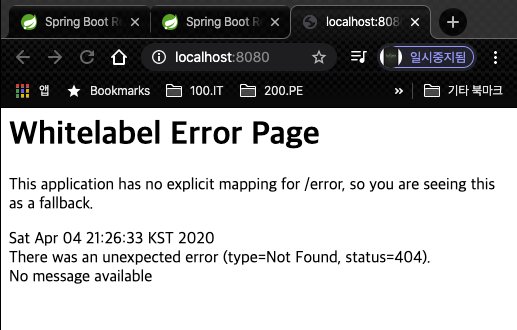 Spring Boot R
Spring Boot R
localhost:808
localhost:8080
일시중지됨
앱
Bookmarks
100.IT
200.PE
»
기타 북마크
Whitelabel Error Page
This application has no explicit mapping for /error, so you are seeing this
as a fallback.
Sat Apr 04 21:26:33 KST 2020
There was an unexpected error (type=Not Found, status=404).
No message available